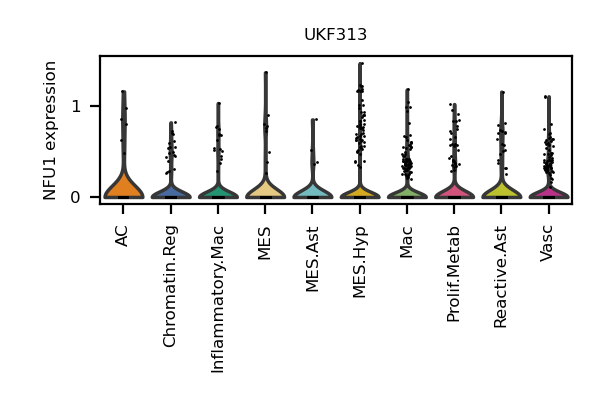 UKF313
NFU1 expression
1
0
AC
Chromatin.Reg
Inflammatory.Mac
MES
MES.Ast
MES.Hyp
Mac
Prolif.Metab
Reactive.Ast
Vasc